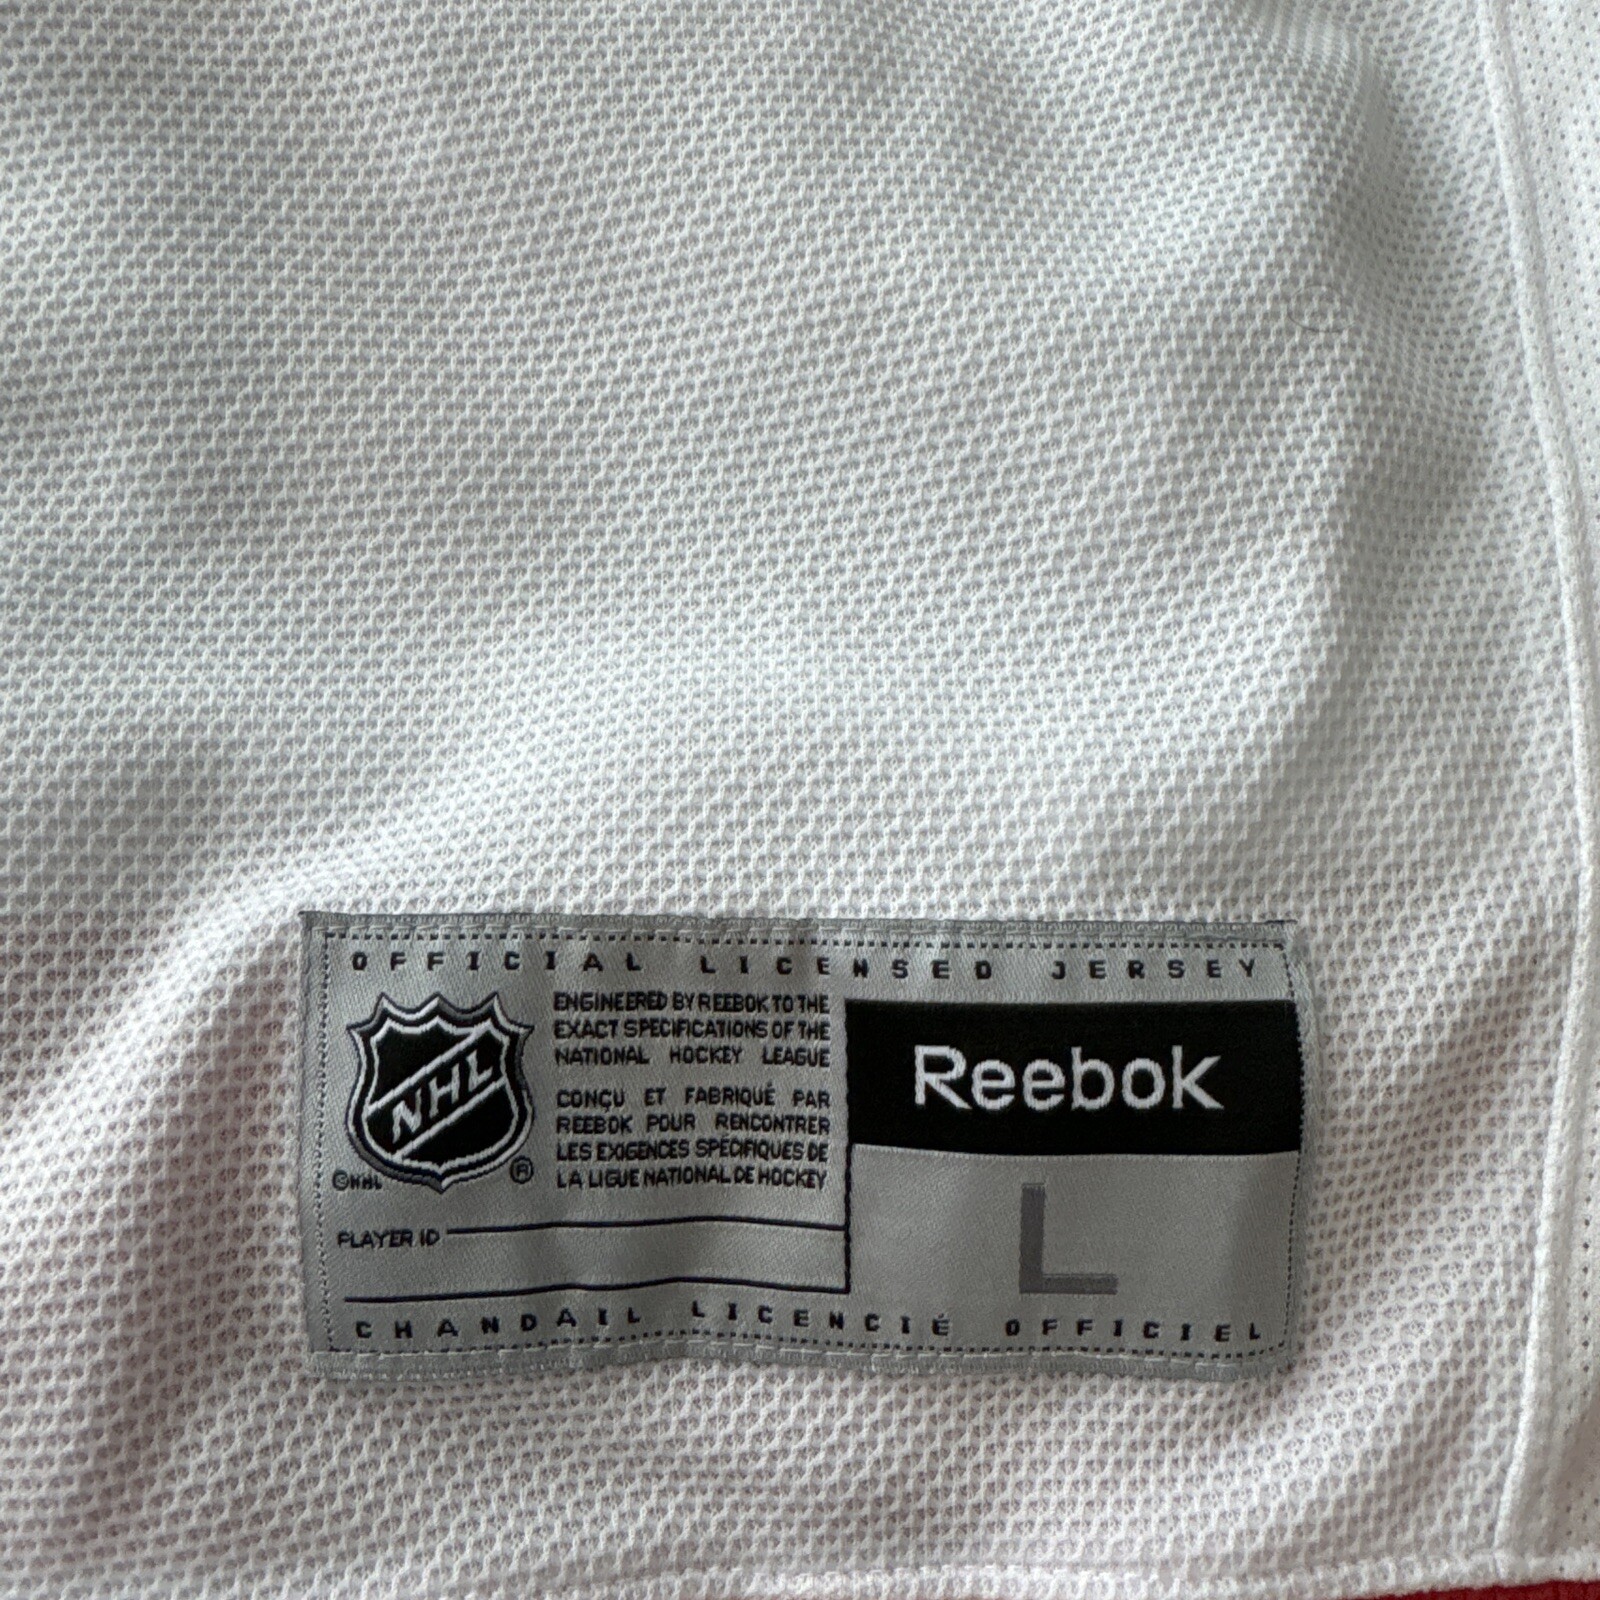 OFFICIAL LICENSED JERSEY
NHL
©NHL
®
ENGINEERED BY REEBOK TO THE
EXACT SPECIFICATIONS OF THE
NATIONAL HOCKEY LEAGUE
CONÇU ET FABRIQUÉ PAR
REEBOK POUR RENCONTRER
LES EXIGENCES SPÉCIFIQUES DE
LA LIGUE NATIONAL DE HOCKEY
Reebok
L
PLAYER ID
CHANDAIL LICENCIÉ OFFICIEL